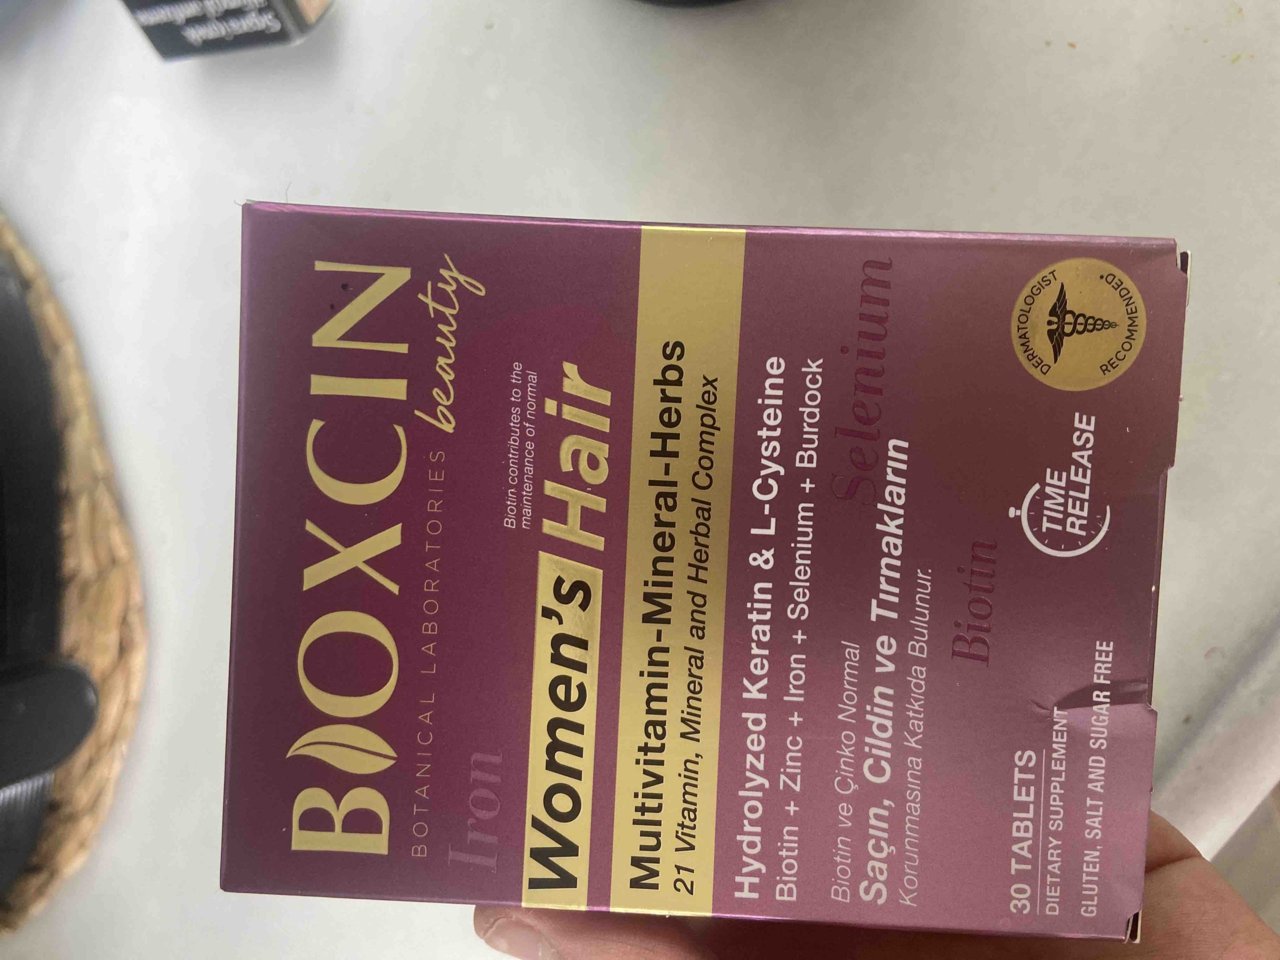 BIOXCIN
BOTANICAL LABORATORIES beauty
Iron
Biotin contributes to the
maintenance of normal
Women's Hair
Multivitamin-Mineral-Herbs
21 Vitamin, Mineral and Herbal Complex
Hydrolyzed Keratin & L-Cysteine
Biotin + Zinc + Iron + Selenium + Burdock
Selenium
Biotin ve Çinko Normal
Saçın, Cildin ve Tırnakların
Korunmasına Katkıda Bulunur.
Biotin
30 TABLETS
DIETARY SUPPLEMENT
GLUTEN, SALT AND SUGAR FREE
TIME
RELEASE
DERMATOLOGIST
RECOMMENDED